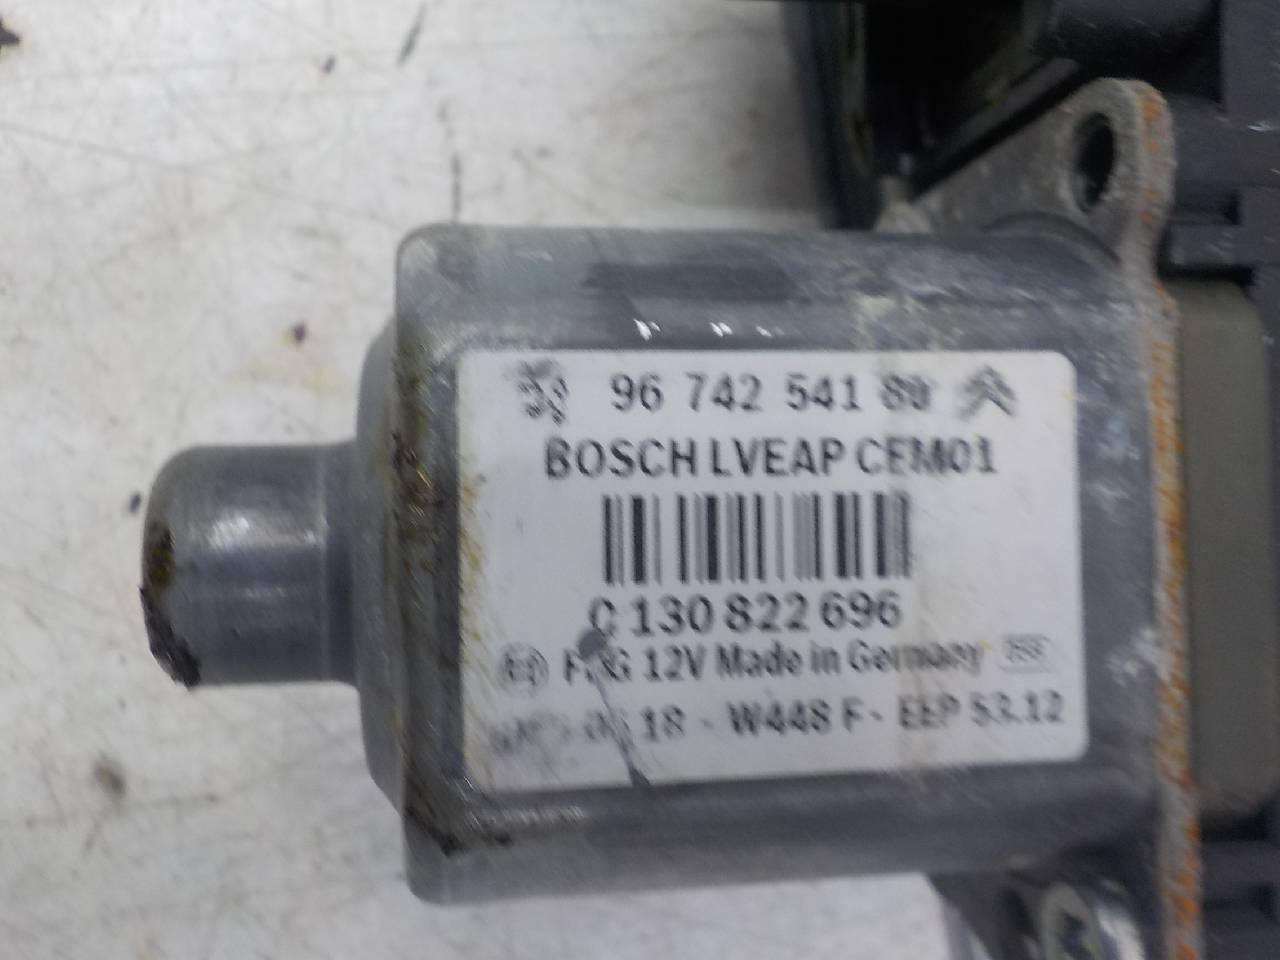 96 742 541 80
BOSCH LVEAP CEM01
C 130 822 696
12V Made in Germany
18 - W448 F - EEP 53.12